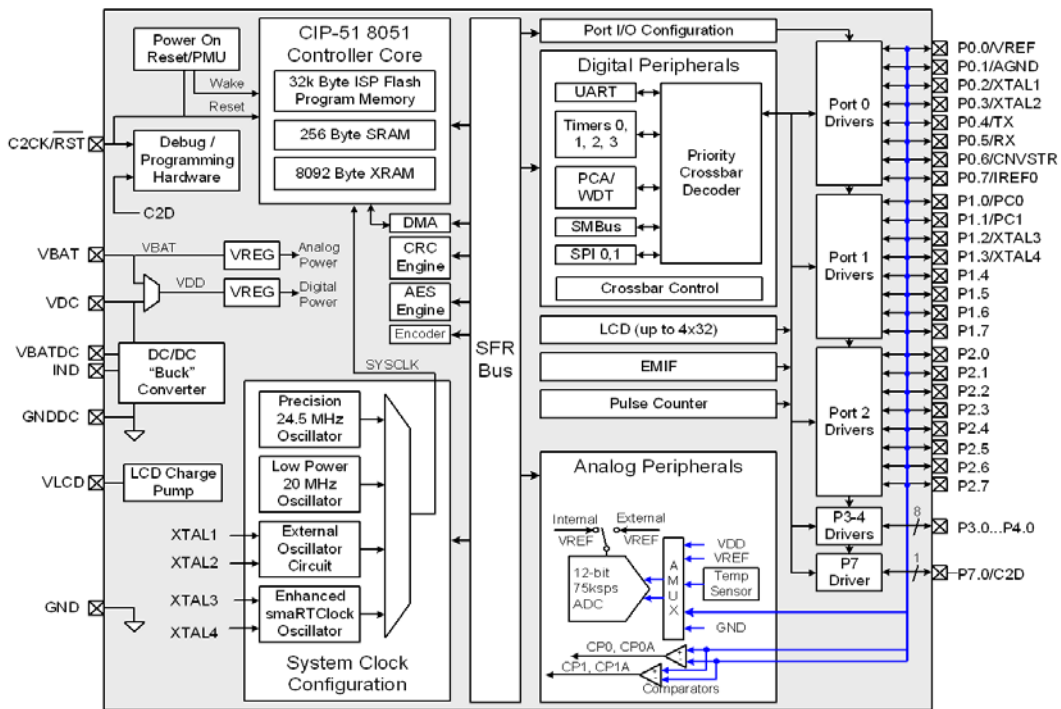 Power On
Reset/PMU
Wake
Reset
C2CK/RST
Debug /
Programming
Hardware
C2D
VBAT
VBAT
VREG
Analog
Power
VDC
VDD
VREG
Digital
Power
VBATDC
IND
DC/DC
"Buck"
Converter
GNDDC
VLCD
LCD Charge
Pump
XTAL1
XTAL2
XTAL3
XTAL4
GND
CIP-51 8051
Controller Core
32k Byte ISP Flash
Program Memory
256 Byte SRAM
8092 Byte XRAM
DMA
CRC
Engine
AES
Engine
Encoder
SYSCLK
Precision
24.5 MHz
Oscillator
Low Power
20 MHz
Oscillator
External
Oscillator
Circuit
Enhanced
smaRTClock
Oscillator
System Clock
Configuration
SFR
Bus
Port I/O Configuration
Digital Peripherals
UART
Timers 0,
1, 2, 3
PCA/
WDT
SMBus
SPI 0,1
Priority
Crossbar
Decoder
Crossbar Control
LCD (up to 4x32)
EMIF
Pulse Counter
Analog Peripherals
Internal
VREF
External
VREF
12-bit
75ksps
ADC
AMUX
VDD
VREF
Temp
Sensor
GND
CP0, CP0A
CP1, CP1A
+
-
+
-
Comparators
Port 0
Drivers
Port 1
Drivers
Port 2
Drivers
P3-4
Drivers
P7
Driver
8
1
P0.0/VREF
P0.1/AGND
P0.2/XTAL1
P0.3/XTAL2
P0.4/TX
P0.5/RX
P0.6/CNVSTR
P0.7/IREF0
P1.0/PC0
P1.1/PC1
P1.2/XTAL3
P1.3/XTAL4
P1.4
P1.5
P1.6
P1.7
P2.0
P2.1
P2.2
P2.3
P2.4
P2.5
P2.6
P2.7
P3.0...P4.0
P7.0/C2D